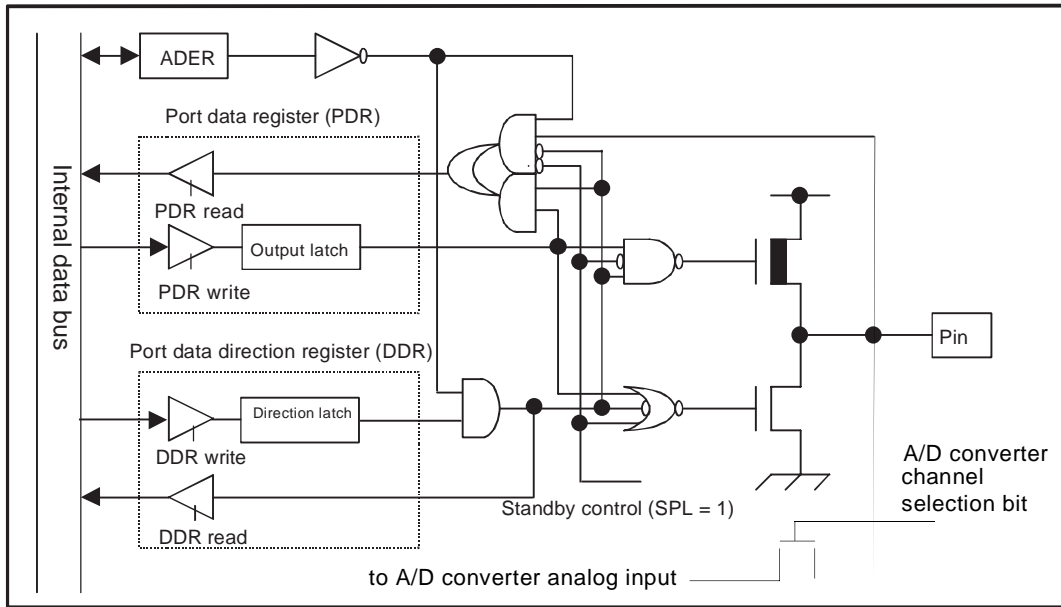 ADER
Port data register (PDR)
Internal data bus
PDR read
Output latch
PDR write
Pin
Port data direction register (DDR)
Direction latch
DDR write
DDR read
Standby control (SPL = 1)
A/D converter
channel
selection bit
to A/D converter analog input